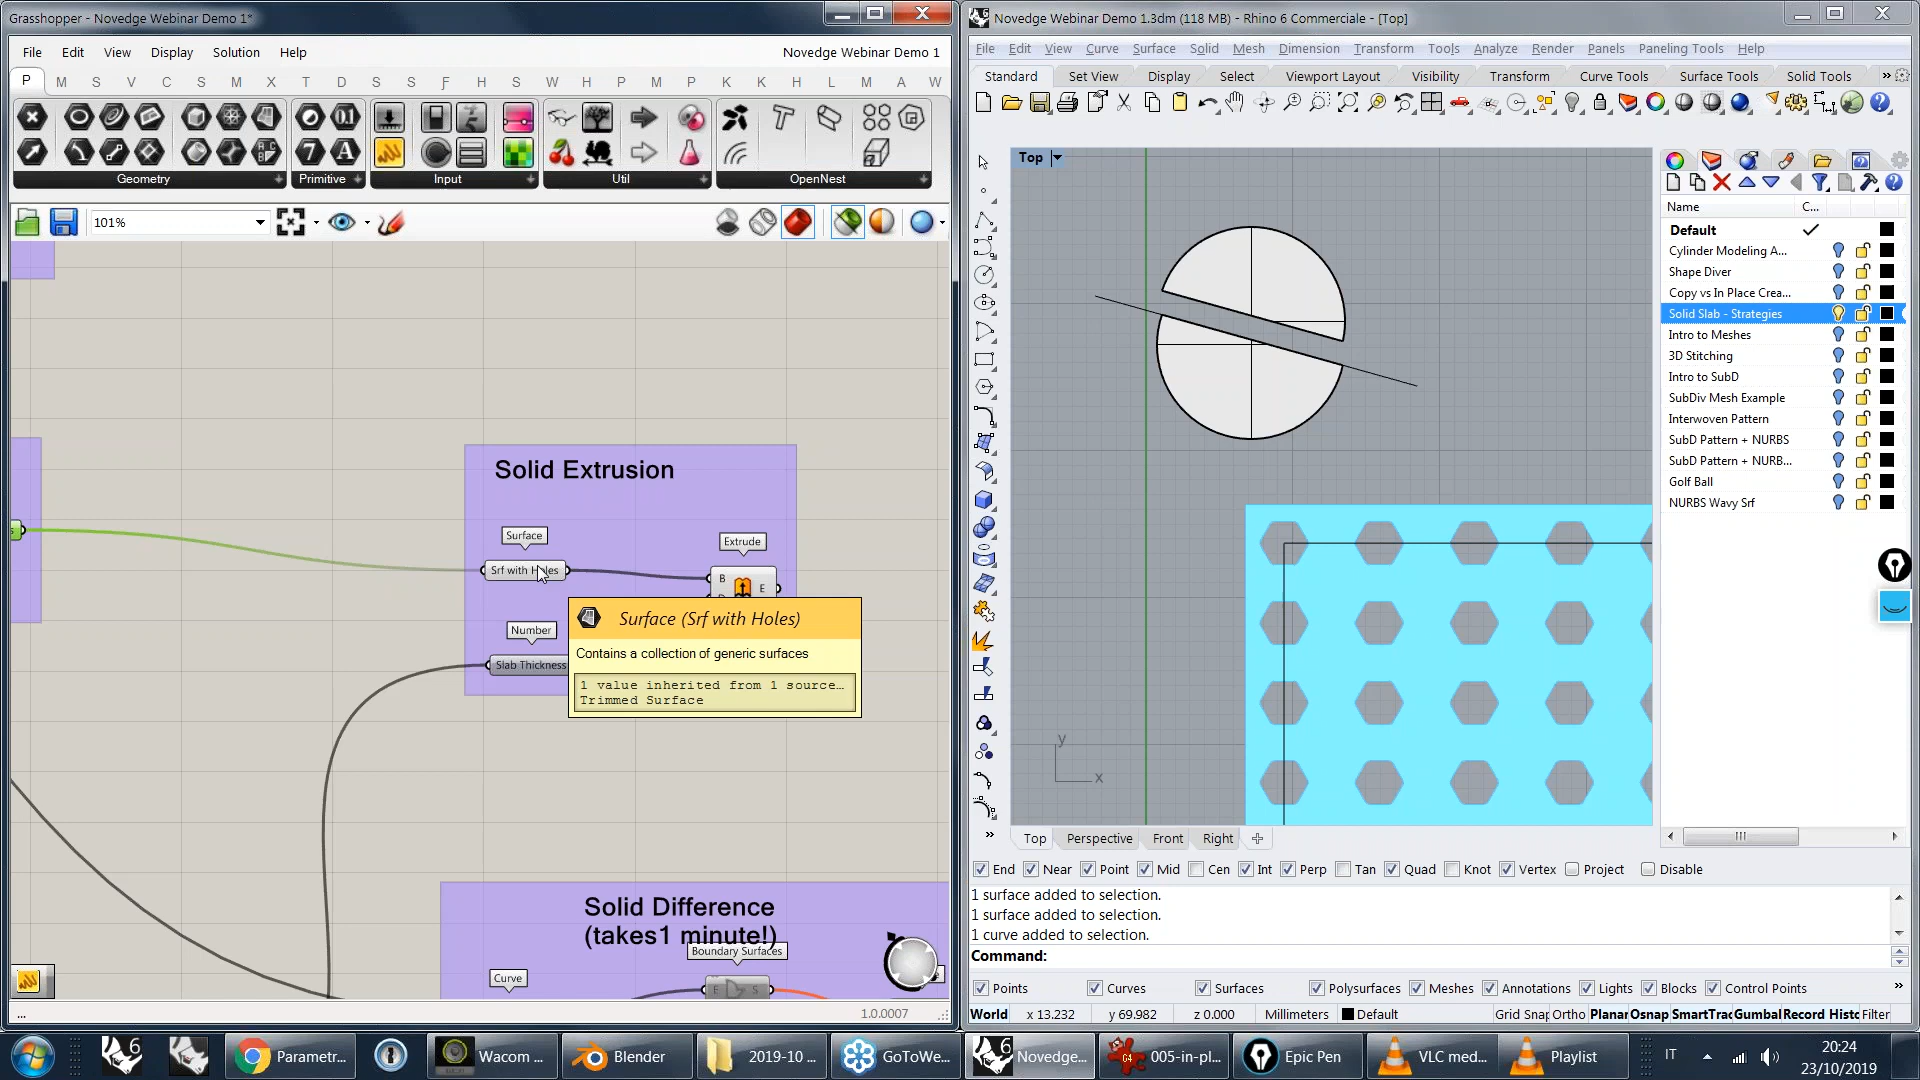 Grasshopper - Novedge Webinar Demo 1*
File Edit View Display Solution Help
Novedge Webinar Demo 1
P M S V C S M X T D S S F H S W H P M P K K H L M A W
Geometry
Primitive
Input
Util
OpenNest
101%
Solid Extrusion
Surface
Srf with Holes
Extrude
B
E
Number
Slab Thickness
Surface (Srf with Holes)
Contains a collection of generic surfaces
1 value inherited from 1 source…
Trimmed Surface
Solid Difference
(takes1 minute!)
Boundary Surfaces
Curve
E S
...
1.0.0007
Novedge Webinar Demo 1.3dm (118 MB) - Rhino 6 Commerciale - [Top]
File Edit View Curve Surface Solid Mesh Dimension Transform Tools Analyze Render Panels Paneling Tools Help
Standard Set View Display Select Viewport Layout Visibility Transform Curve Tools Surface Tools Solid Tools »
Top
y
x
Name C...
Default
Cylinder Modeling A...
Shape Diver
Copy vs In Place Crea...
Solid Slab - Strategies
Intro to Meshes
3D Stitching
Intro to SubD
SubDiv Mesh Example
Interwoven Pattern
SubD Pattern + NURBS
SubD Pattern + NURB...
Golf Ball
NURBS Wavy Srf
Top Perspective Front Right
End Near Point Mid Cen Int Perp Tan Quad Knot Vertex Project Disable
1 surface added to selection.
1 surface added to selection.
1 curve added to selection.
Command:
Points Curves Surfaces Polysurfaces Meshes Annotations Lights Blocks Control Points »
World x 13.232 y 69.982 z 0.000 Millimeters Default Grid Snap Ortho Planar Osnap SmartTrac Gumbal Record Histo Filter
6 Parametr... Wacom ... Blender 2019-10 ... GoToWe... Novedge... 005-in-pl... Epic Pen VLC med... Playlist
IT
20:24
23/10/2019